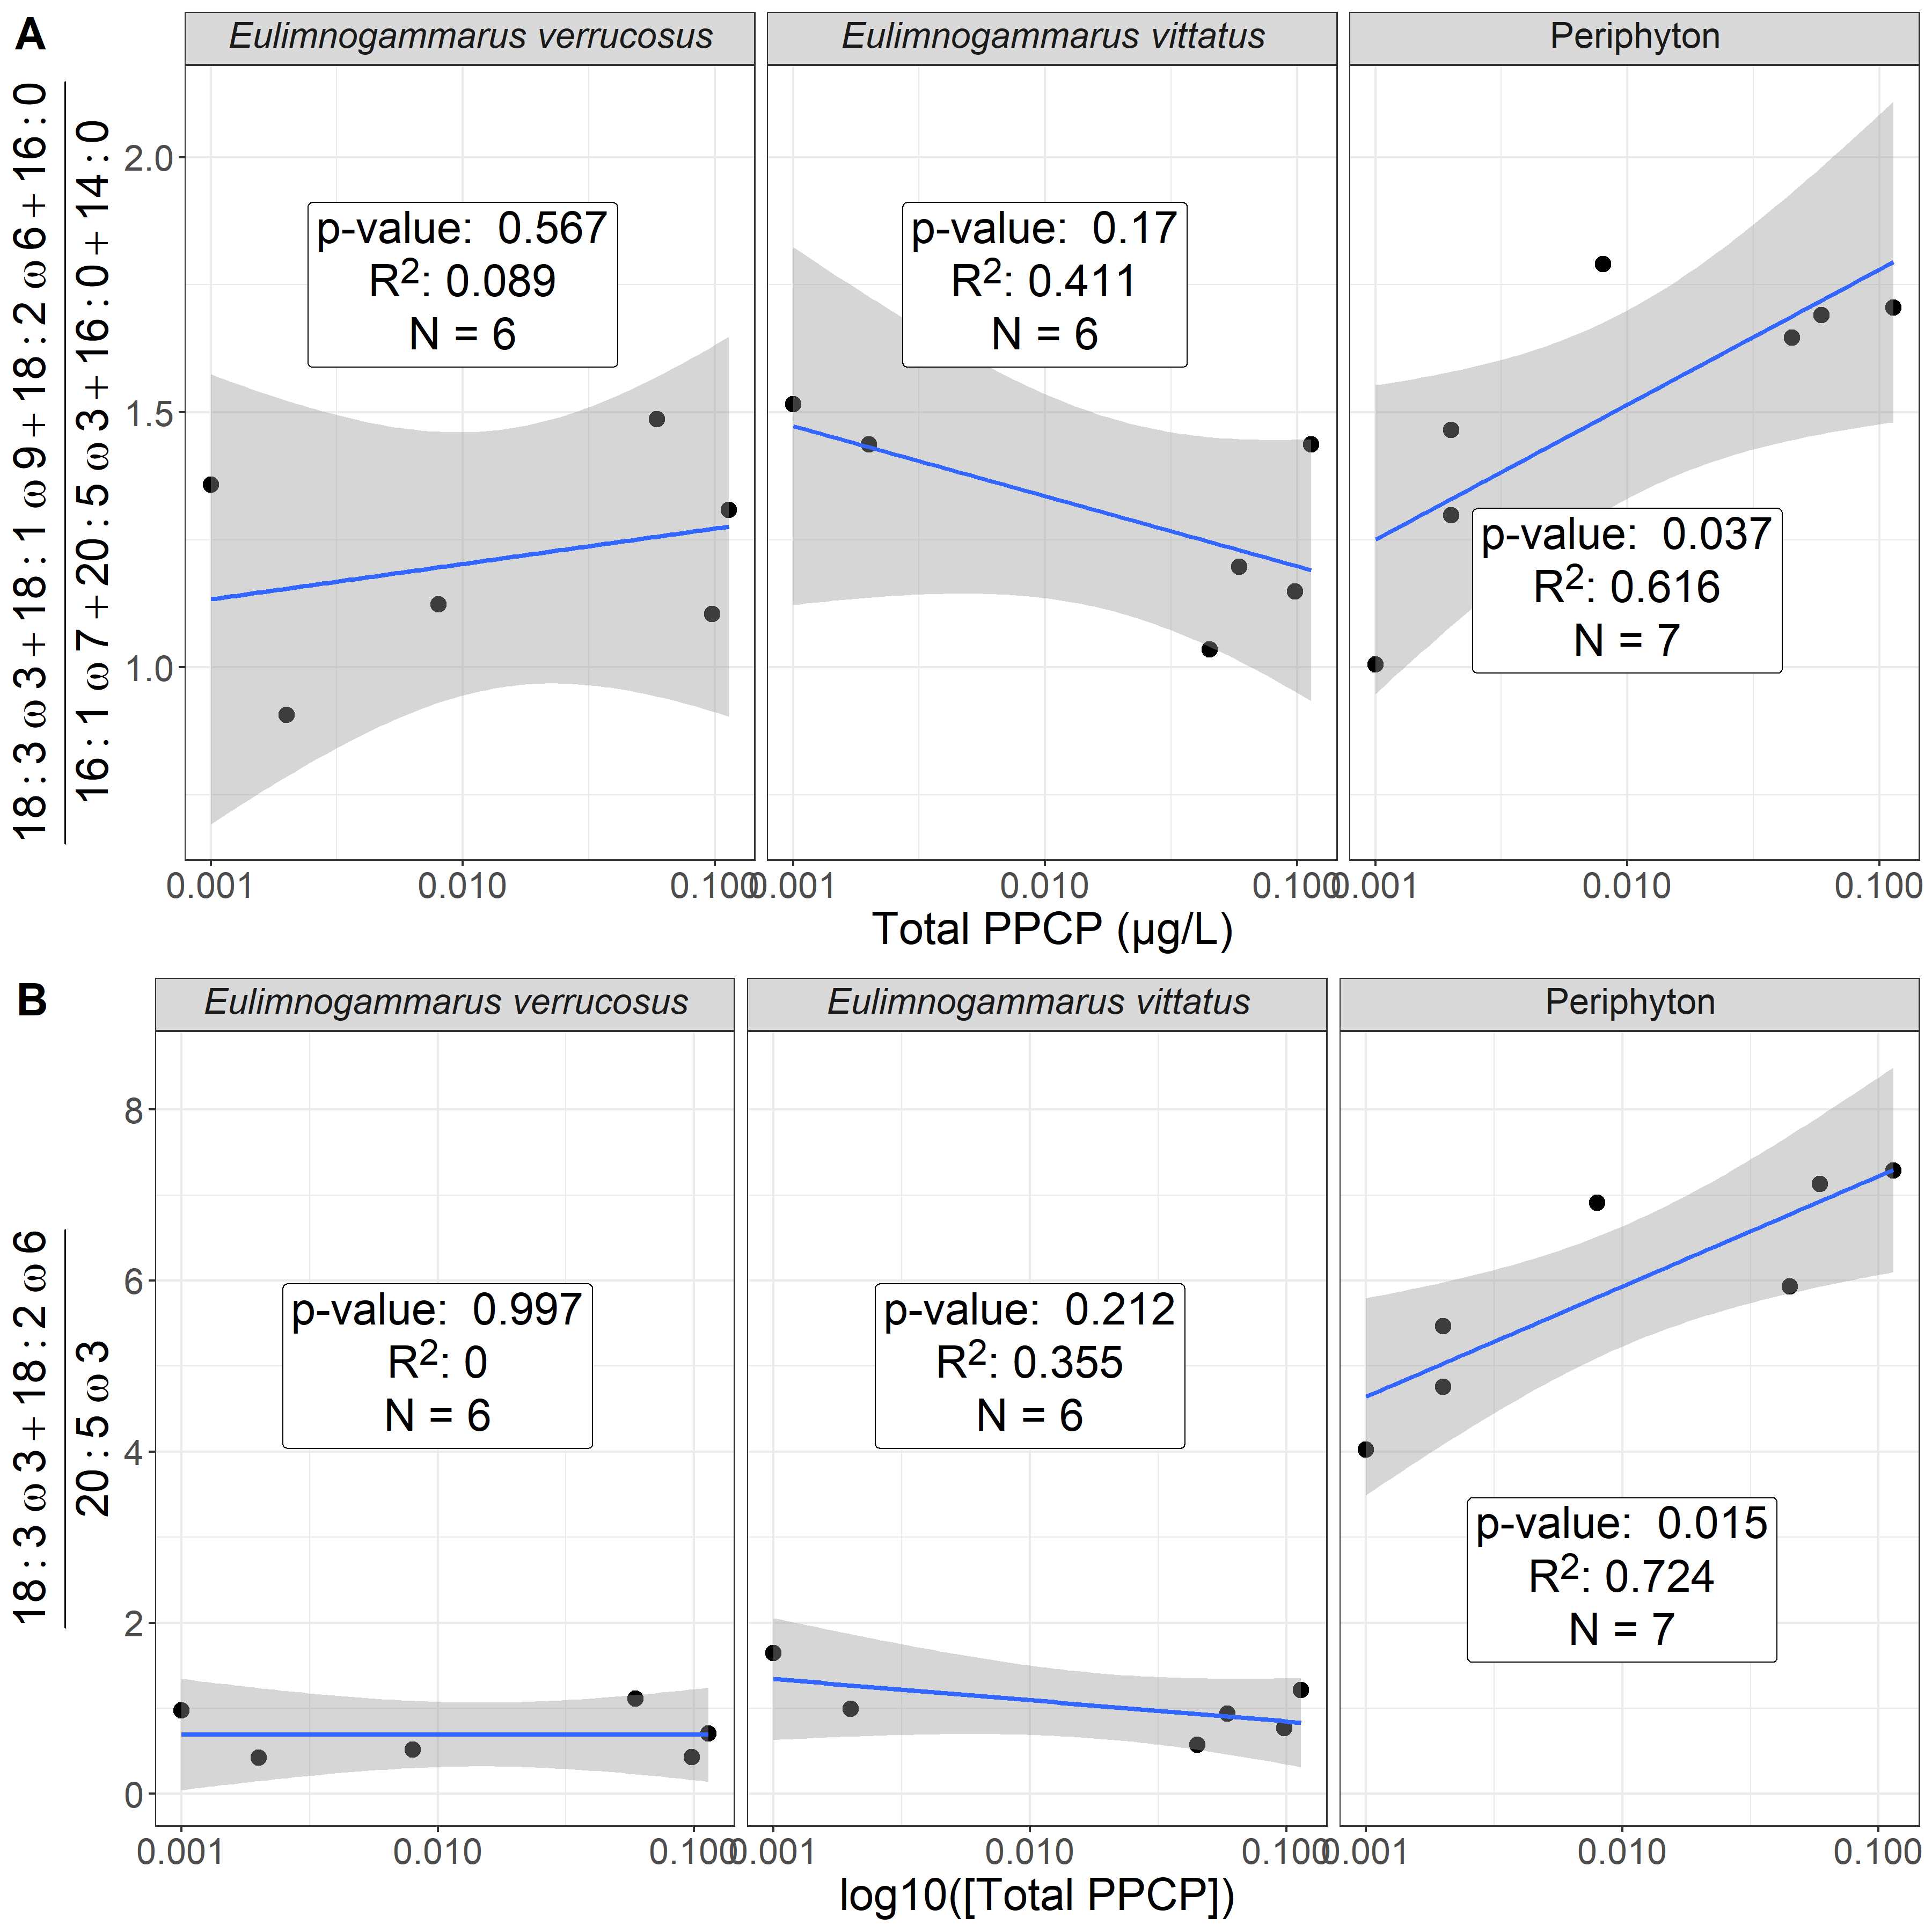 A
Eulimnogammarus verrucosus
Eulimnogammarus vittatus
Periphyton
18:3ω3+18:1ω9+18:2ω6+16:0
16:1ω7+20:5ω3+16:0+14:0
2.0
1.5
1.0
p-value: 0.567
R²: 0.089
N = 6
p-value: 0.17
R²: 0.411
N = 6
p-value: 0.037
R²: 0.616
N = 7
0.001 0.010 0.100
0.001 0.010 0.100
0.001 0.010 0.100
Total PPCP (µg/L)
B
Eulimnogammarus verrucosus
Eulimnogammarus vittatus
Periphyton
18:3ω3+18:2ω6
20:5ω3
8
6
4
2
0
p-value: 0.997
R²: 0
N = 6
p-value: 0.212
R²: 0.355
N = 6
p-value: 0.015
R²: 0.724
N = 7
0.001 0.010 0.100
0.001 0.010 0.100
0.001 0.010 0.100
log10([Total PPCP])